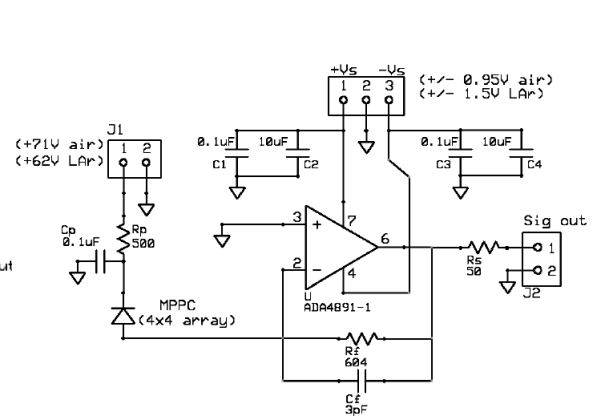 +Vs -Vs
1 2 3
(+/- 0.95V air)
(+/- 1.5V LAr)
J1
(+71V air)
(+62V LAr)
1 2
0.1uF
C1
10uF
C2
0.1uF
C3
10uF
C4
Cp
0.1uF
Rp
500
3
+
7
2
-
4
6
U
ADA4891-1
Sig out
1
2
J2
Rs
50
ut
MPPC
(4x4 array)
Rf
604
Cf
3pF